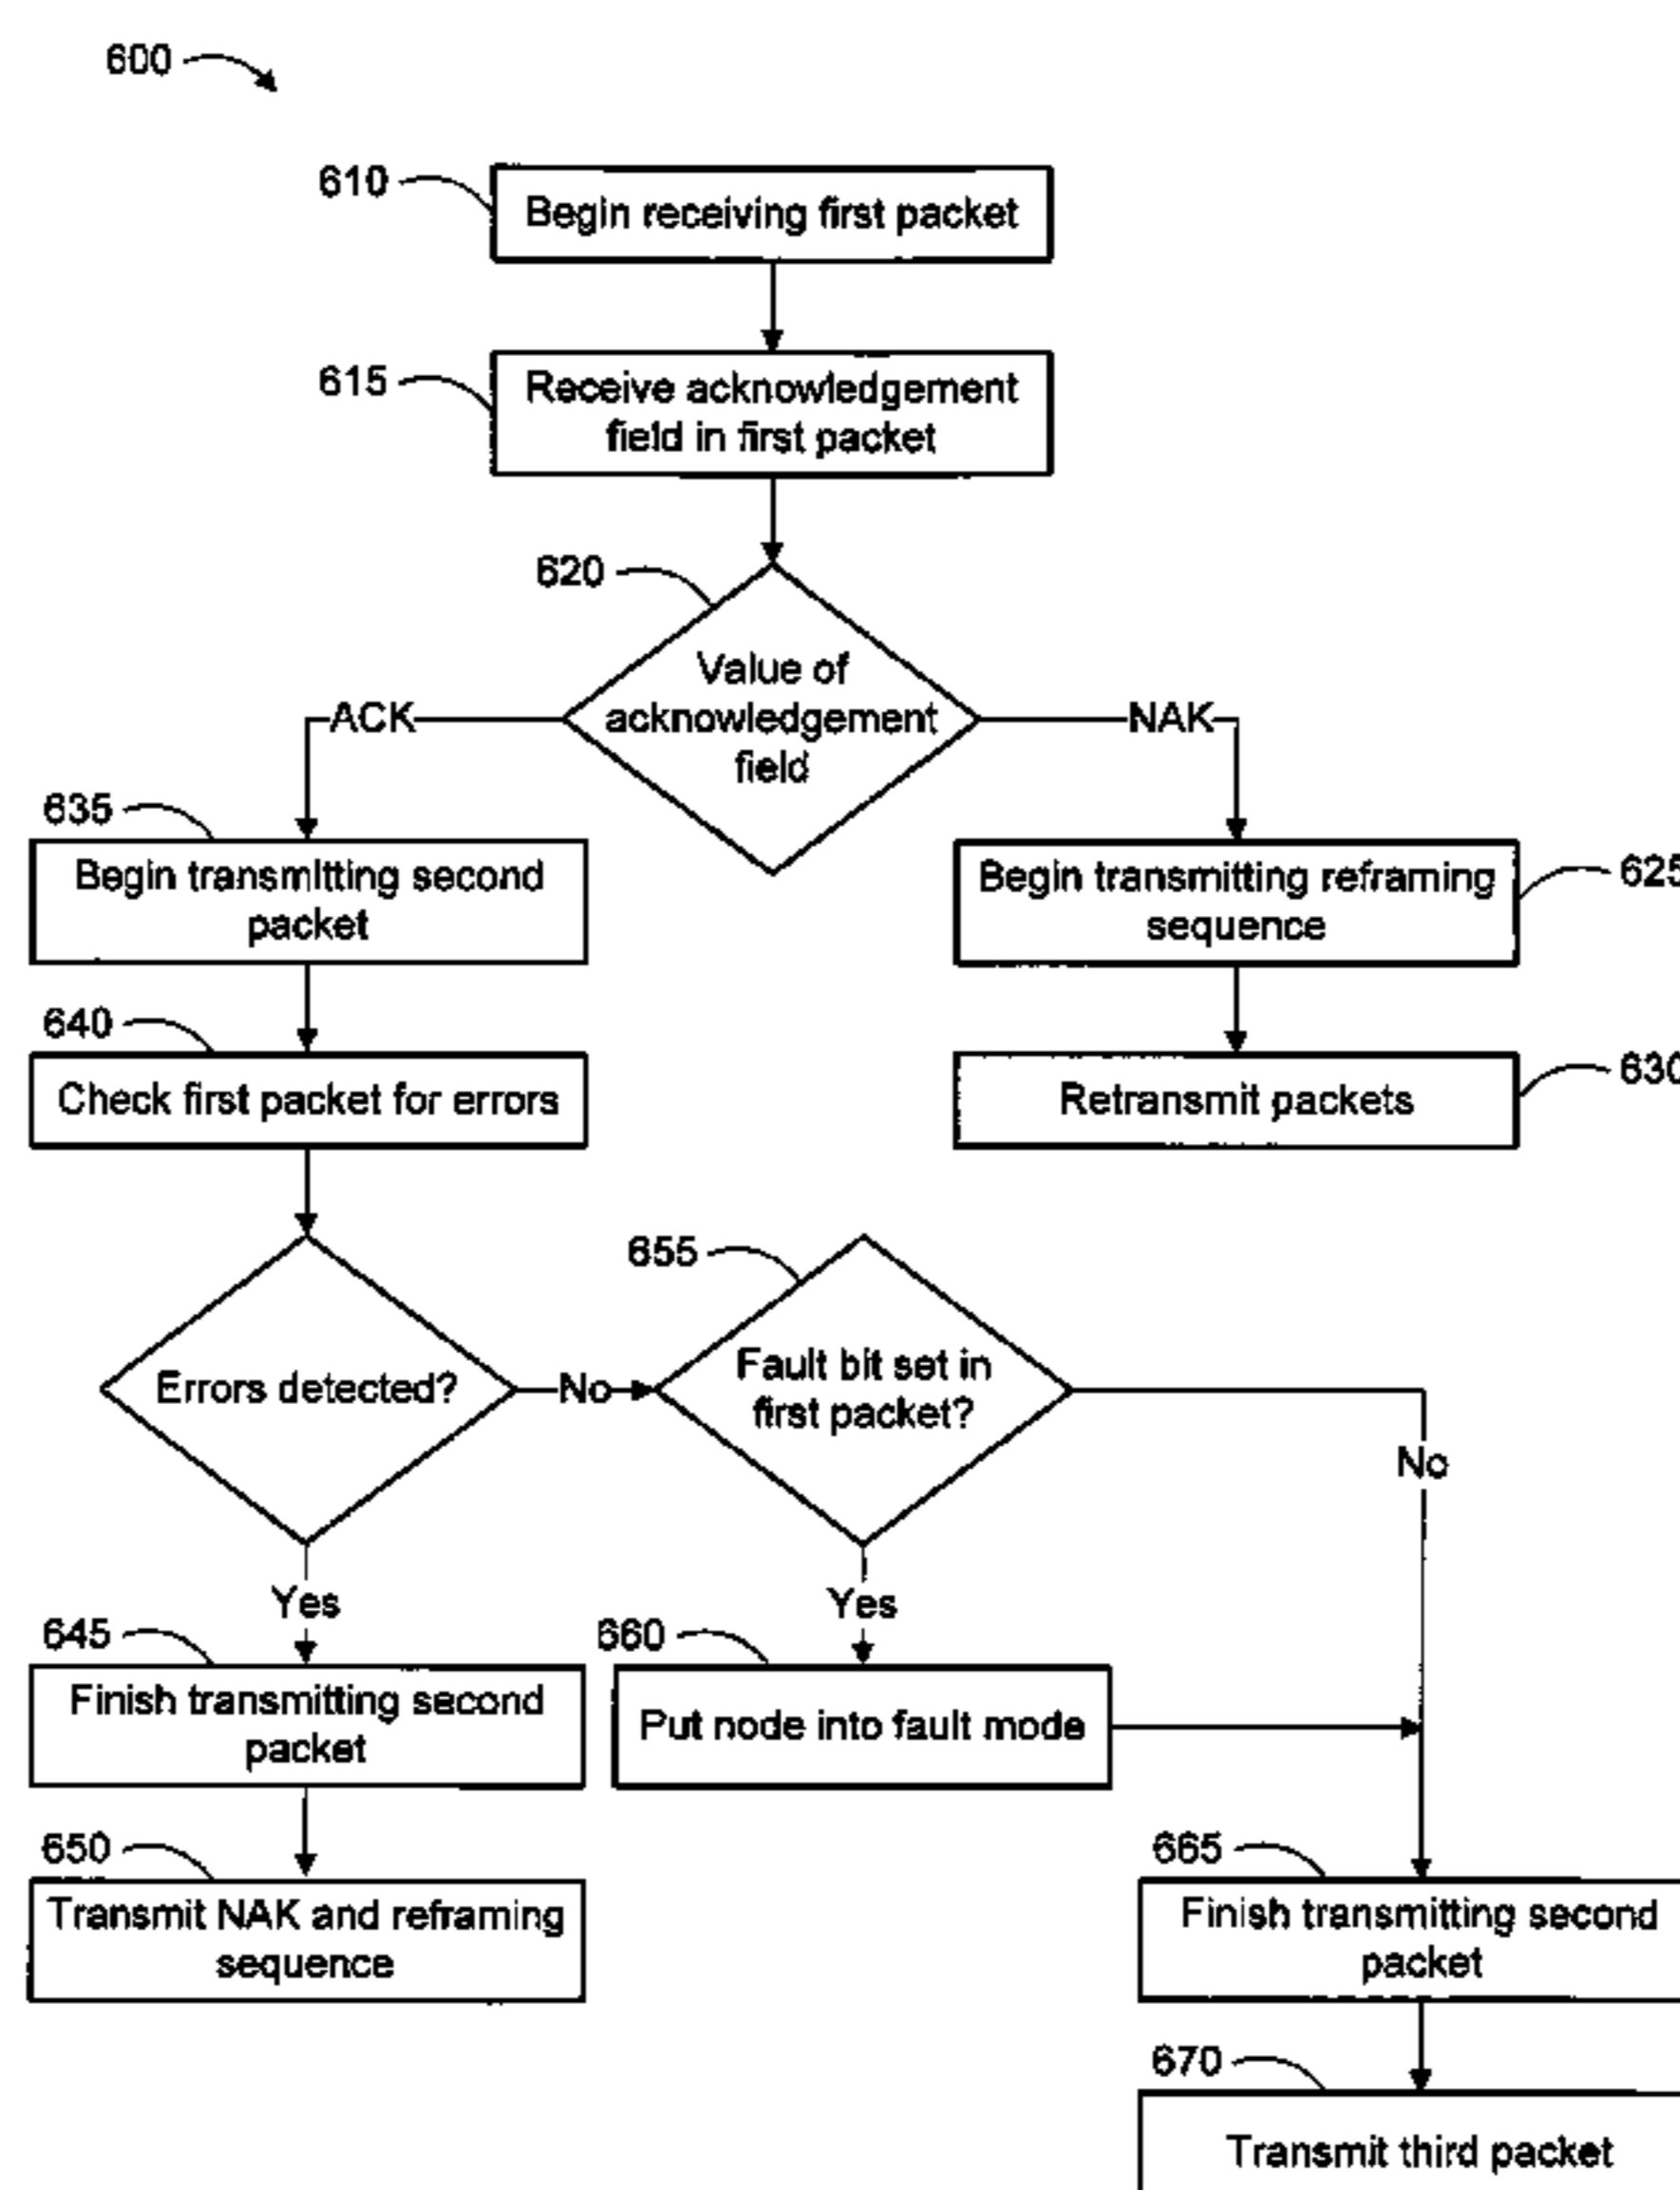 600
610
Begin receiving first packet
615
Receive acknowledgement
field in first packet
620
Value of
acknowledgement
field
ACK
NAK
635
Begin transmitting second
packet
625
Begin transmitting reframing
sequence
640
Check first packet for errors
630
Retransmit packets
655
Errors detected?
No
Fault bit set in
first packet?
No
Yes
Yes
645
Finish transmitting second
packet
660
Put node into fault mode
650
Transmit NAK and reframing
sequence
665
Finish transmitting second
packet
670
Transmit third packet